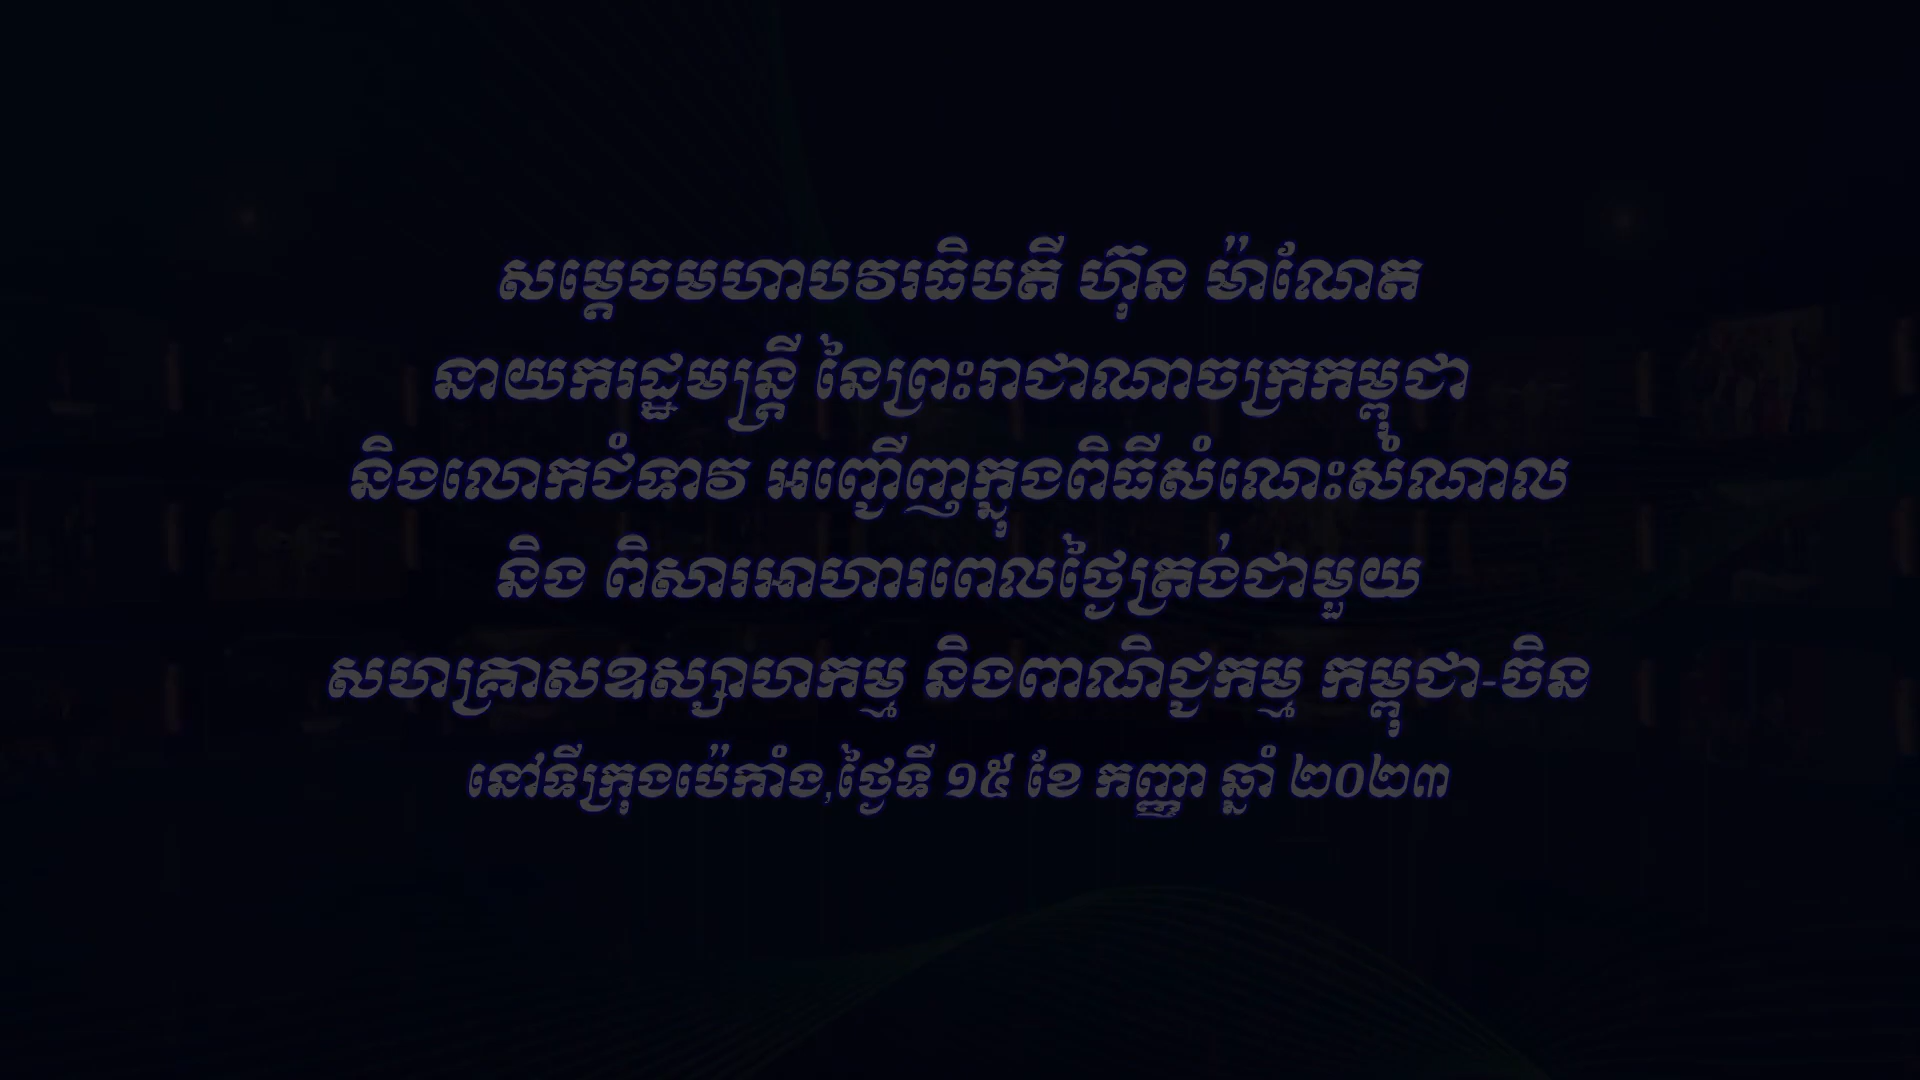 សម្តេចមហាបវរធិបតី ហ៊ុន ម៉ាណែត
នាយករដ្ឋមន្ត្រី នៃព្រះរាជាណាចក្រកម្ពុជា
និងលោកជំទាវ អញ្ជើញក្នុងពិធីសំណេះសំណាល
និង ពិសារអាហារពេលថ្ងៃត្រង់ជាមួយ
សហគ្រាសឧស្សាហកម្ម និងពាណិជ្ជកម្ម កម្ពុជា-ចិន
នៅទីក្រុងប៉េកាំង,ថ្ងៃទី ១៥ ខែ កញ្ញា ឆ្នាំ ២០២៣